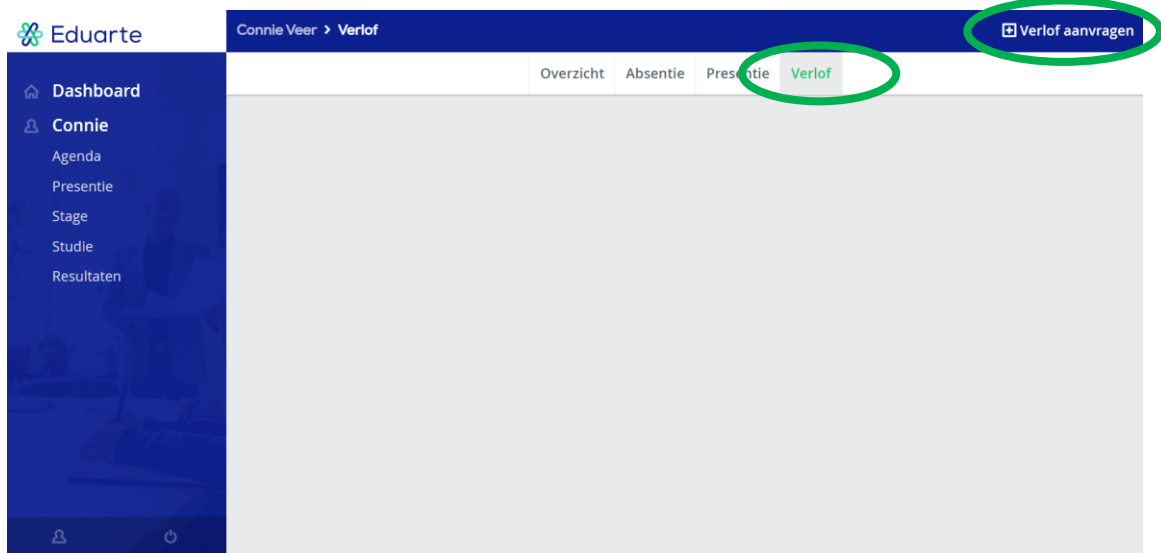 Eduarte
Connie Veer > Verlof
Verlof aanvragen
Overzicht Absentie Presentie Verlof
Dashboard
Connie
Agenda
Presentie
Stage
Studie
Resultaten